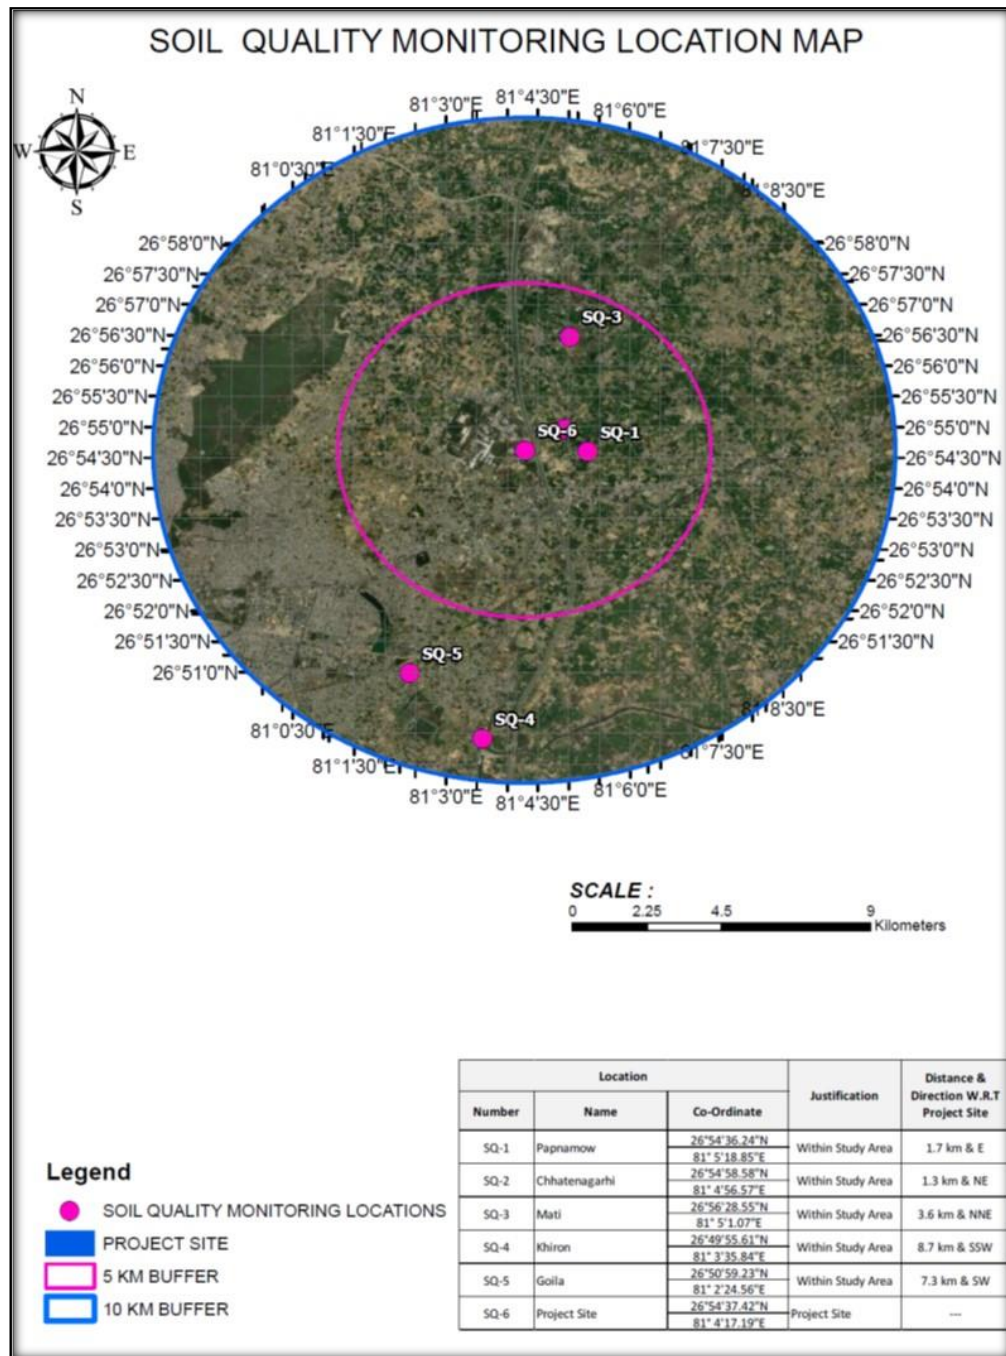 SOIL QUALITY MONITORING LOCATION MAP
N
W E
S
81°0'30"E 81°1'30"E 81°3'0"E 81°4'30"E 81°6'0"E 81°7'30"E 81°8'30"E
26°58'0"N 26°58'0"N
26°57'30"N 26°57'30"N
26°57'0"N 26°57'0"N
26°56'30"N SQ-3 26°56'30"N
26°56'0"N 26°56'0"N
26°55'30"N 26°55'30"N
26°55'0"N SQ-6 SQ-1 26°55'0"N
26°54'30"N 26°54'30"N
26°54'0"N 26°54'0"N
26°53'30"N 26°53'30"N
26°53'0"N 26°53'0"N
26°52'30"N 26°52'30"N
26°52'0"N 26°52'0"N
26°51'30"N 26°51'30"N
26°51'0"N SQ-5
SQ-4
81°0'30"E 81°1'30"E 81°3'0"E 81°4'30"E 81°6'0"E 81°7'30"E 81°8'30"E
SCALE :
0 2.25 4.5 9
Kilometers
Location Justification Distance & Direction W.R.T Project Site
Number Name Co-Ordinate
SQ-1 Papnamow 26°54'36.24"N 81° 5'18.85"E Within Study Area 1.7 km & E
SQ-2 Chhatenagarhi 26°54'58.58"N 81° 4'56.57"E Within Study Area 1.3 km & NE
SQ-3 Mati 26°56'28.55"N 81° 5'1.07"E Within Study Area 3.6 km & NNE
SQ-4 Khiron 26°49'55.61"N 81° 3'35.84"E Within Study Area 8.7 km & SSW
SQ-5 Goila 26°50'59.23"N 81° 2'24.56"E Within Study Area 7.3 km & SW
SQ-6 Project Site 26°54'37.42"N 81° 4'17.19"E Project Site ---
Legend
SOIL QUALITY MONITORING LOCATIONS
PROJECT SITE
5 KM BUFFER
10 KM BUFFER